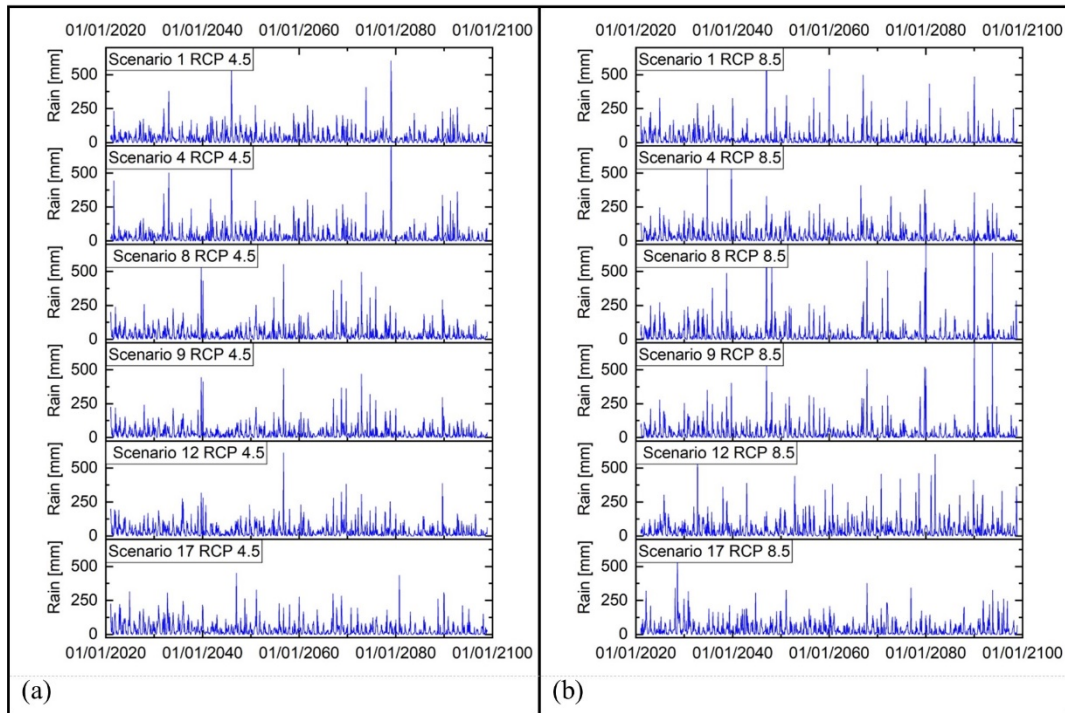 01/01/2020 01/01/2040 01/01/2060 01/01/2080 01/01/2100
Rain [mm] 500 250 0 Scenario 1 RCP 4.5
Rain [mm] 500 250 0 Scenario 4 RCP 4.5
Rain [mm] 500 250 0 Scenario 8 RCP 4.5
Rain [mm] 500 250 0 Scenario 9 RCP 4.5
Rain [mm] 500 250 0 Scenario 12 RCP 4.5
Rain [mm] 500 250 0 Scenario 17 RCP 4.5
01/01/2020 01/01/2040 01/01/2060 01/01/2080 01/01/2100
(a)
01/01/2020 01/01/2040 01/01/2060 01/01/2080 01/01/2100
Rain [mm] 500 250 0 Scenario 1 RCP 8.5
Rain [mm] 500 250 0 Scenario 4 RCP 8.5
Rain [mm] 500 250 0 Scenario 8 RCP 8.5
Rain [mm] 500 250 0 Scenario 9 RCP 8.5
Rain [mm] 500 250 0 Scenario 12 RCP 8.5
Rain [mm] 500 250 0 Scenario 17 RCP 8.5
01/01/2020 01/01/2040 01/01/2060 01/01/2080 01/01/2100
(b)